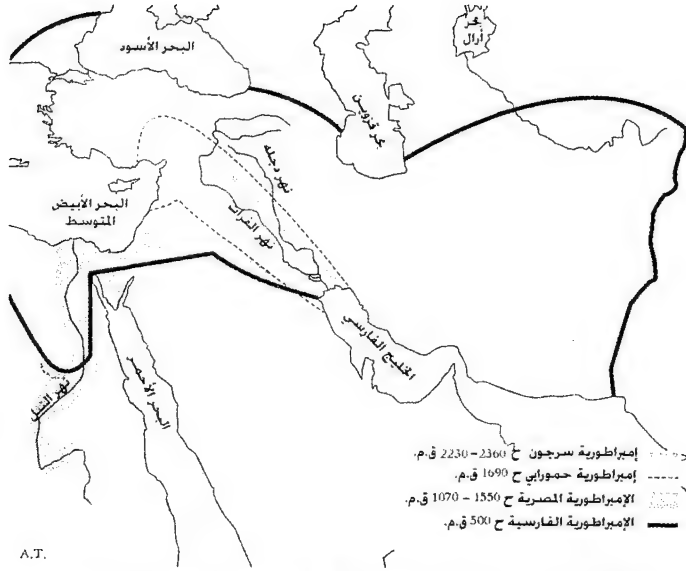 البحر الأسود
بحر
أرال
بحر قزوين
نهر دجلة
نهر الفرات
البحر الأبيض
المتوسط
الخليج الفارسي
البحر الأحمر
نهر النيل
إمبراطورية سرجون ح 2360-2230 ق.م.
إمبراطورية حمورابي ح 1690 ق.م.
الإمبراطورية المصرية ح 1550 - 1070 ق.م.
الإمبراطورية الفارسية ح 500 ق.م.
A.T.